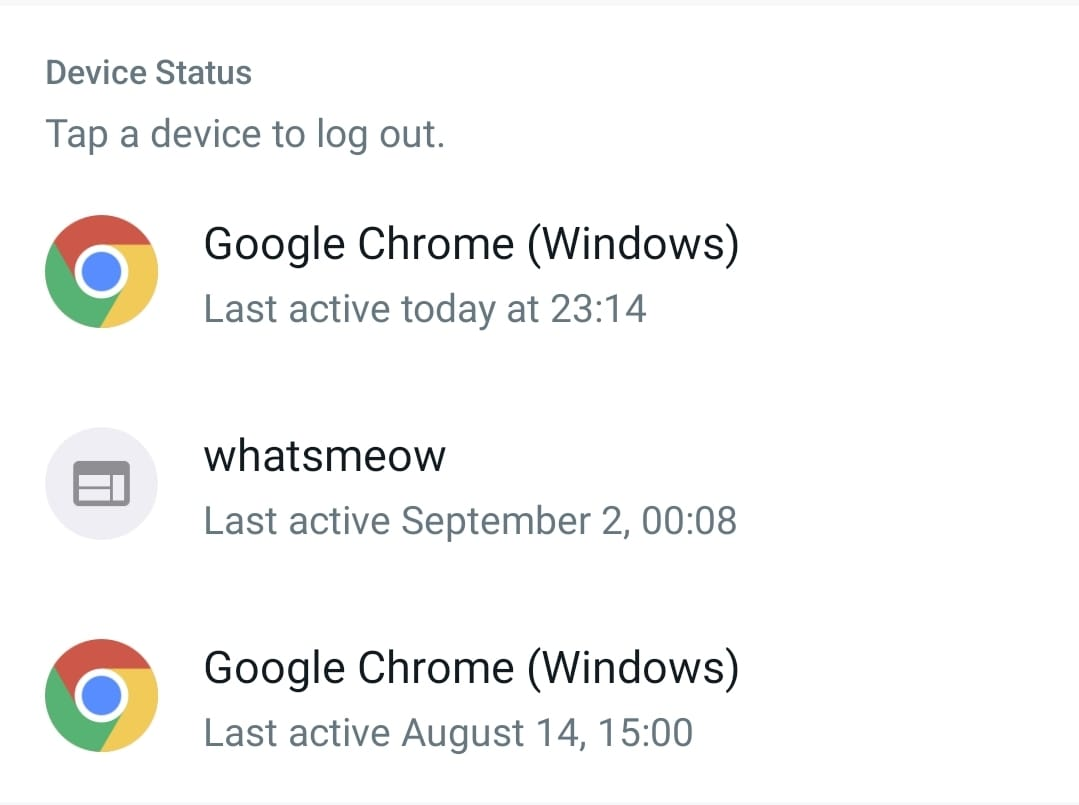 Device Status
Tap a device to log out.
Google Chrome (Windows)
Last active today at 23:14
whatsmeow
Last active September 2, 00:08
Google Chrome (Windows)
Last active August 14, 15:00